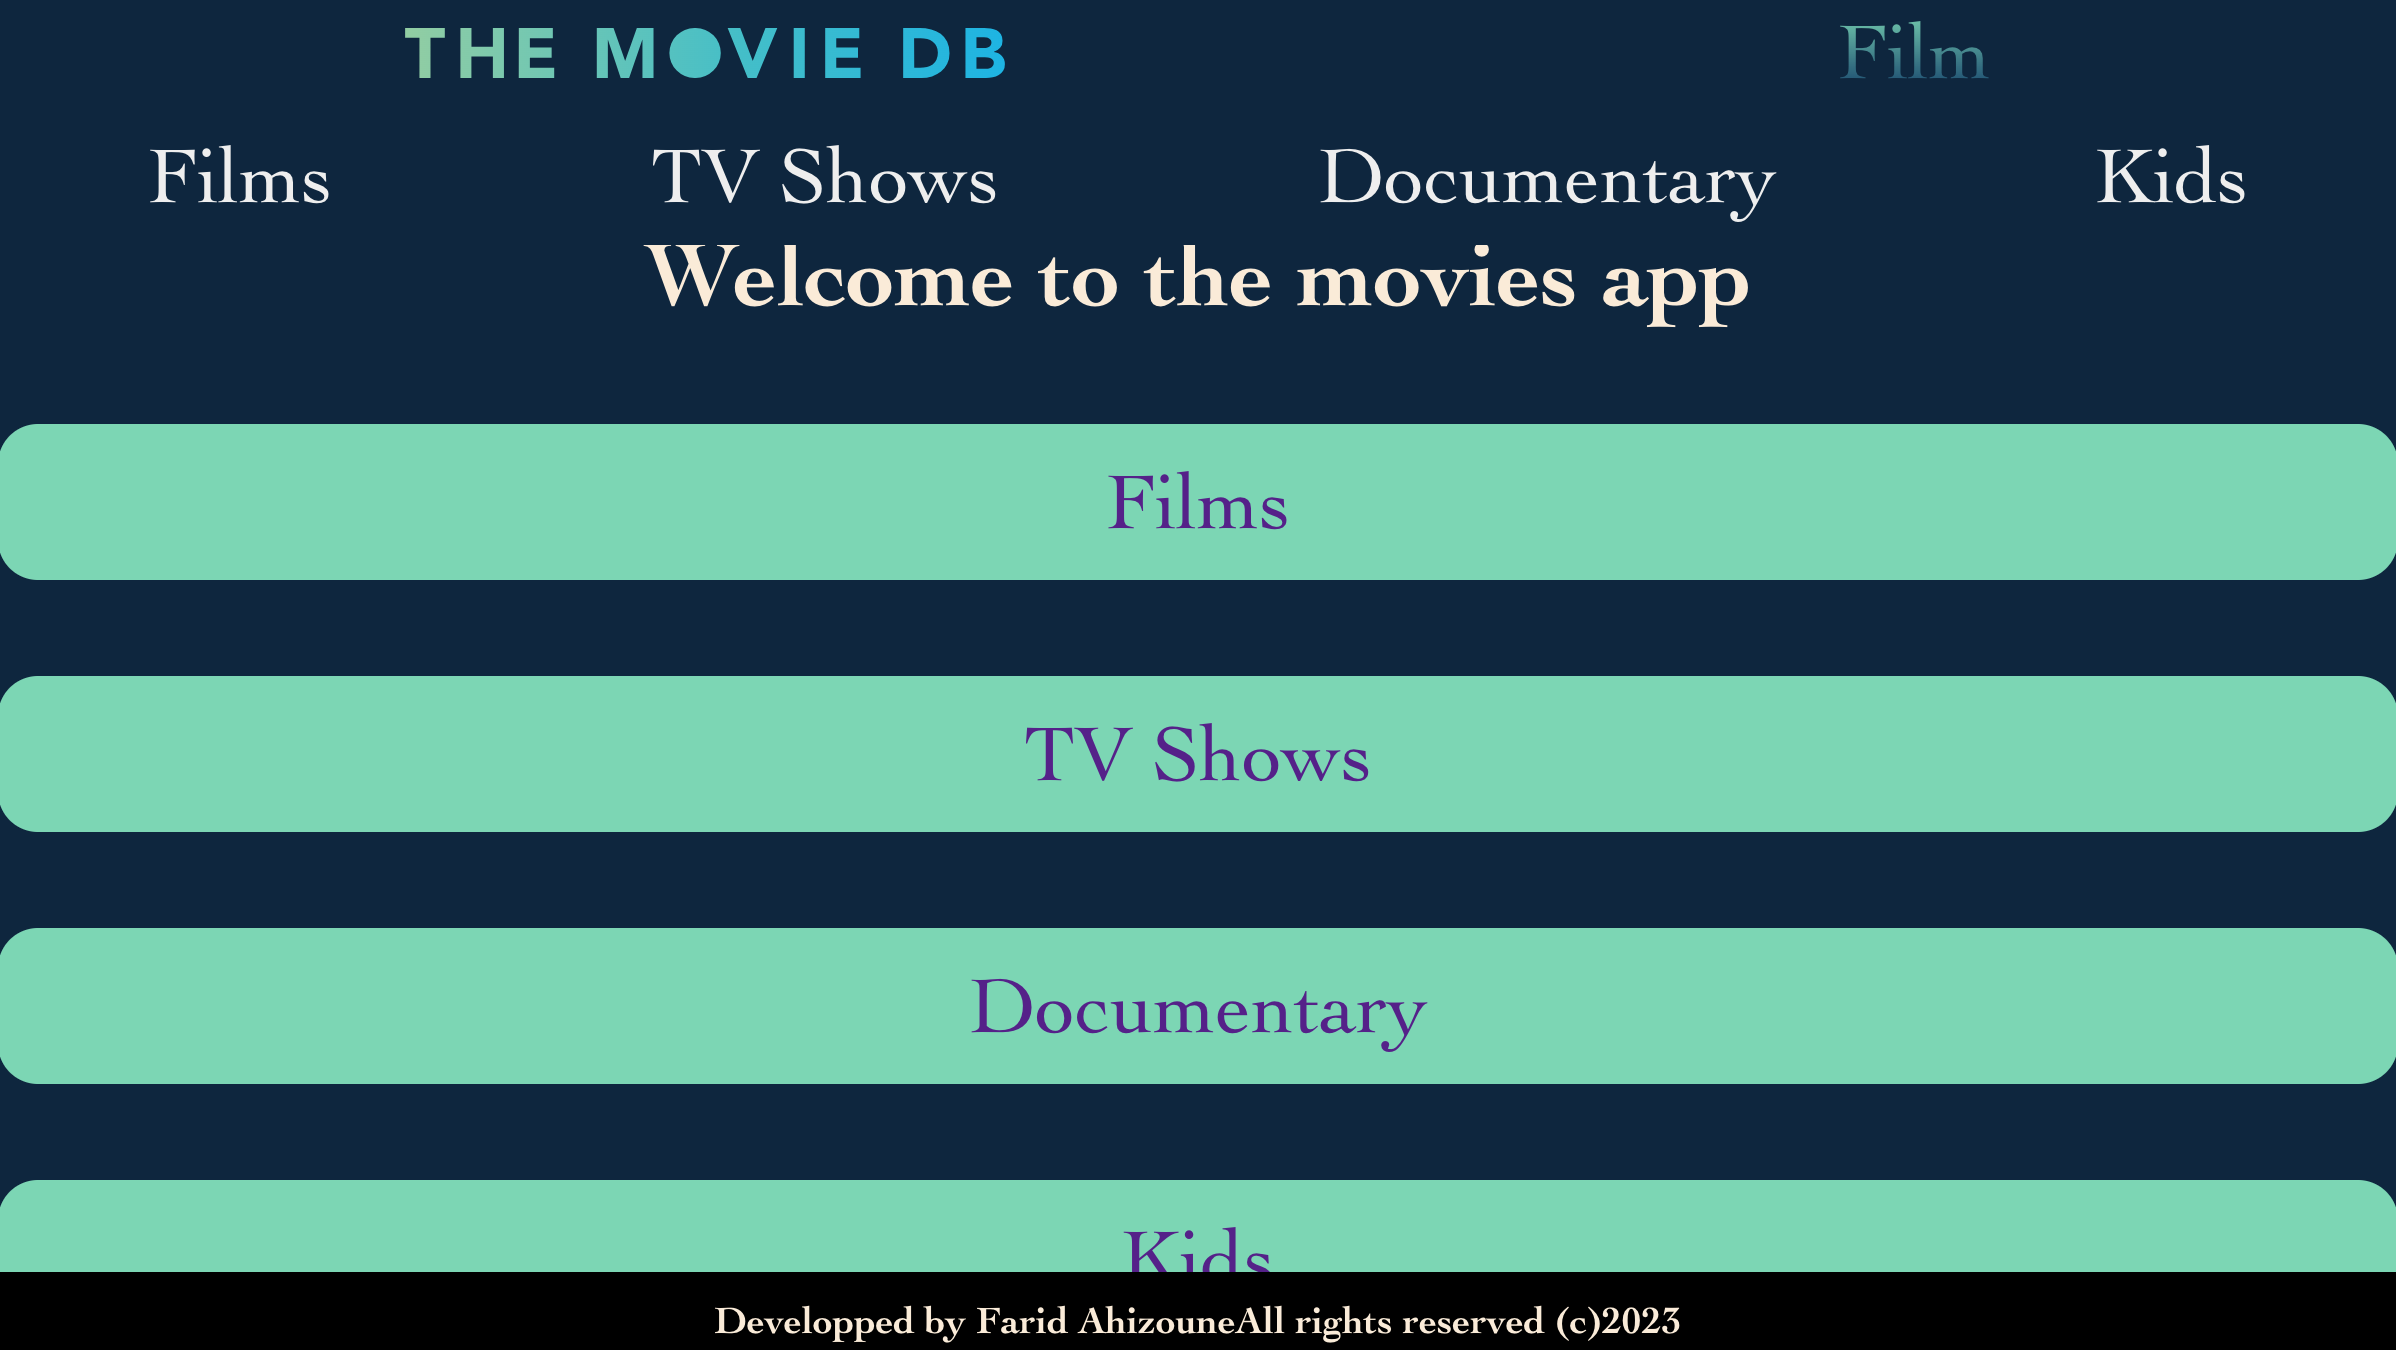 THE MOVIE DB
Film
Films TV Shows Documentary Kids
Welcome to the movies app
Films
TV Shows
Documentary
Kids
Developped by Farid AhizouneAll rights reserved (c)2023